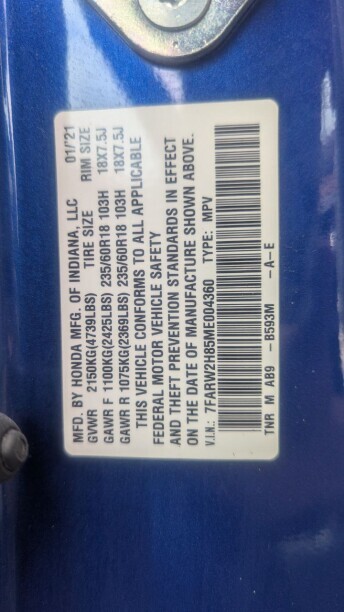 MFD. BY HONDA MFG. OF INDIANA, LLC 01/'21
GVWR 2150KG(4739LBS) TIRE SIZE RIM SIZE
GAWR F 1100KG(2425LBS) 235/60R18 103H 18X7.5J
GAWR R 1075KG(2369LBS) 235/60R18 103H 18X7.5J
THIS VEHICLE CONFORMS TO ALL APPLICABLE
FEDERAL MOTOR VEHICLE SAFETY
AND THEFT PREVENTION STANDARDS IN EFFECT
ON THE DATE OF MANUFACTURE SHOWN ABOVE.
V.I.N.: 7FARW2H85ME004360 TYPE: MPV
TNR M AB9 -B593M -A-E